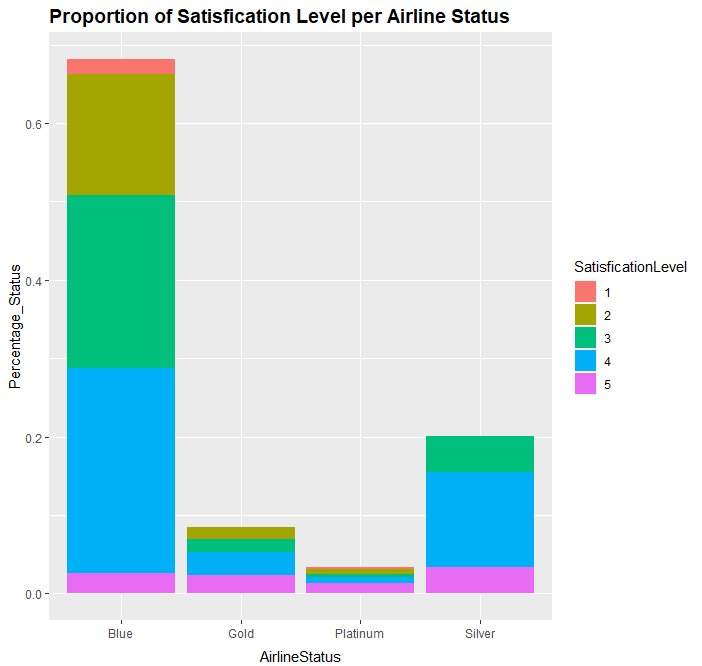 Proportion of Satisfication Level per Airline Status
Percentage_Status
0.6
0.4
0.2
0.0
Blue
Gold
Platinum
Silver
AirlineStatus
SatisficationLevel
1
2
3
4
5